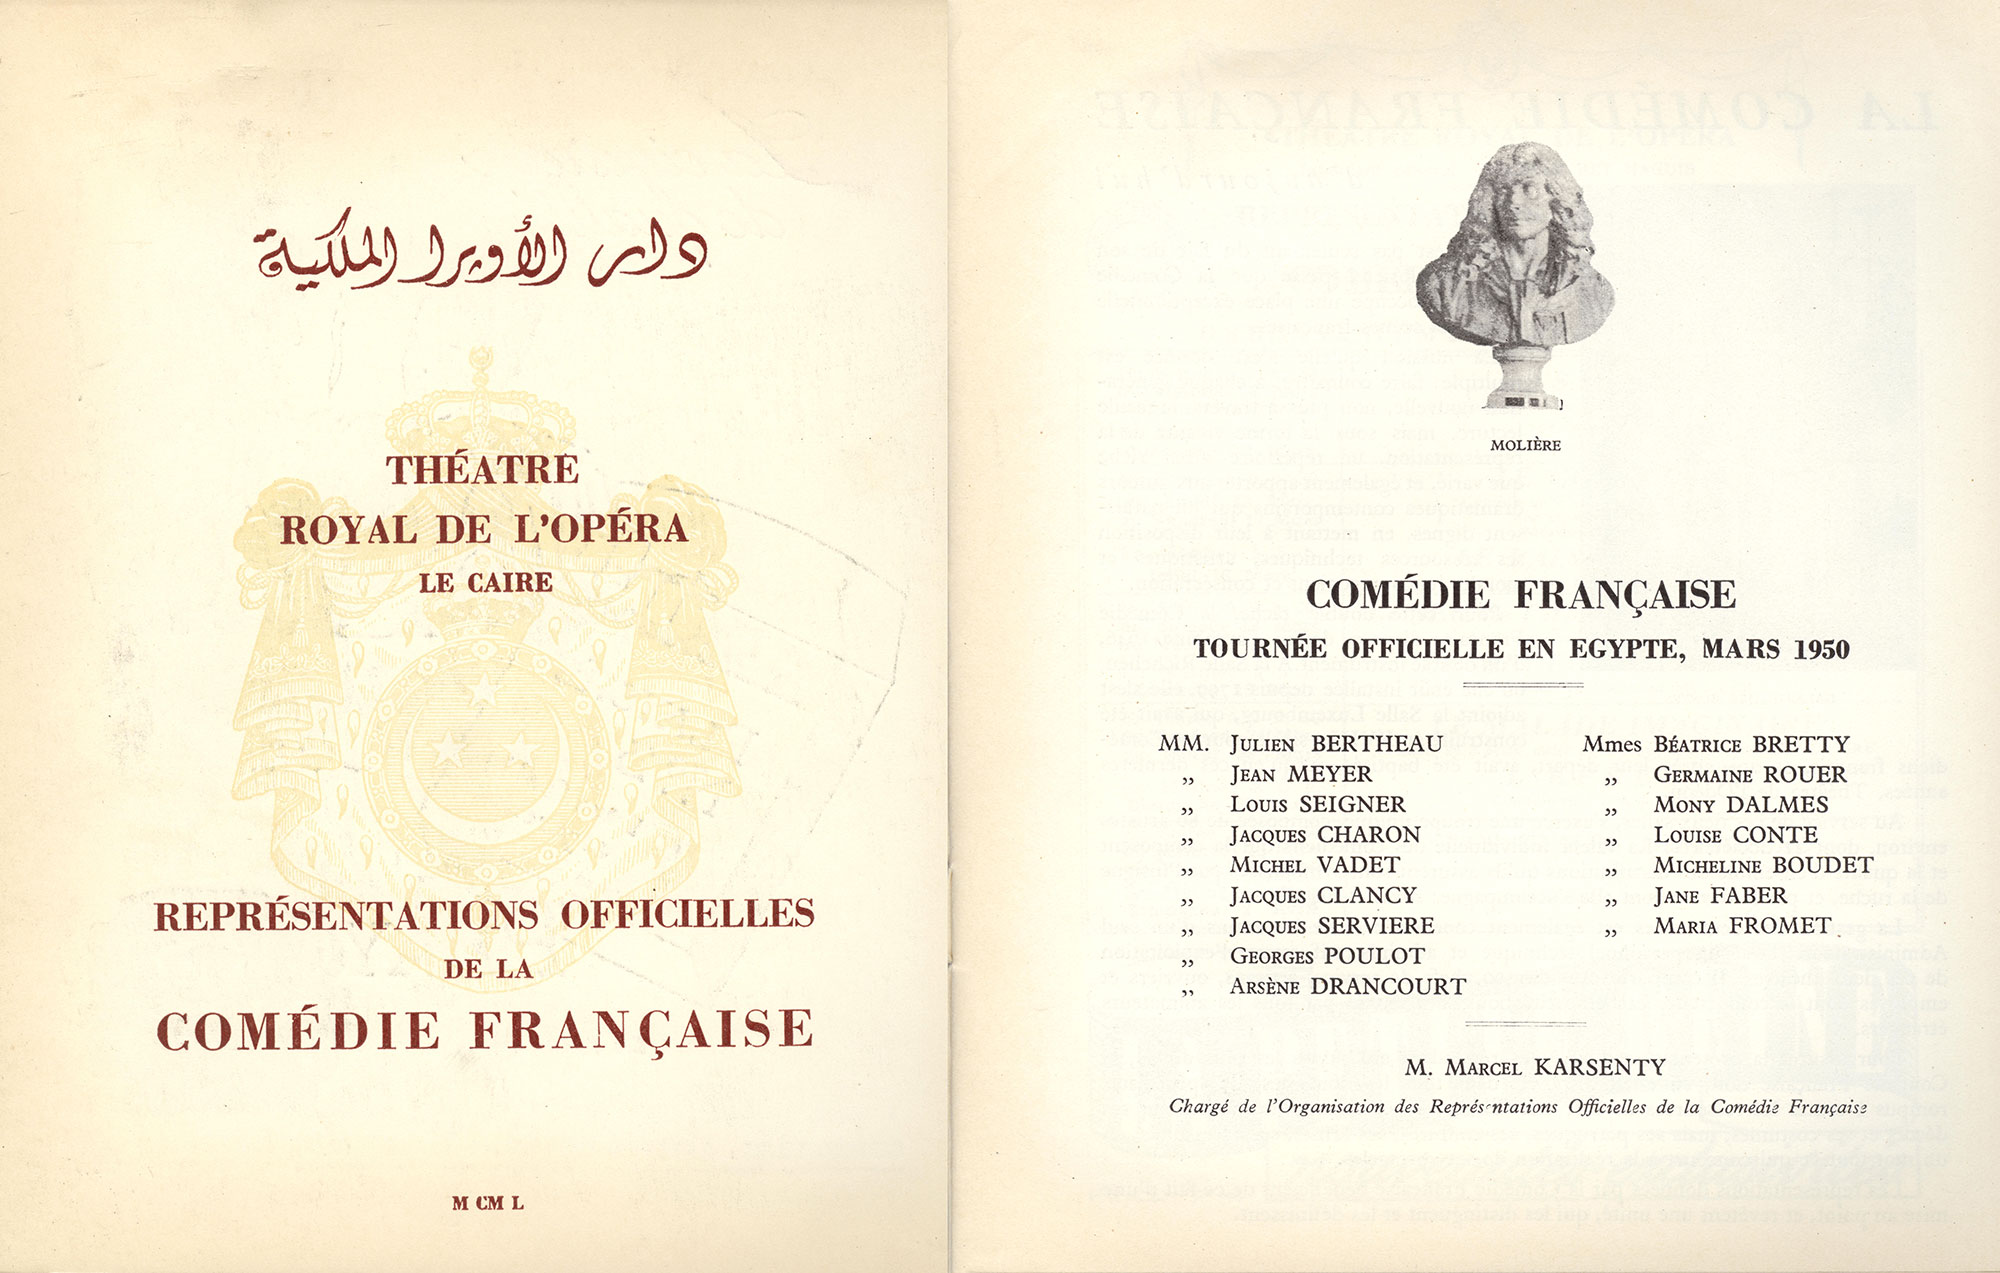 دار الأوبرا الملكية
THÉATRE
ROYAL DE L'OPÉRA
LE CAIRE
REPRÉSENTATIONS OFFICIELLES
DE LA
COMÉDIE FRANÇAISE
M CM L
MOLIÈRE
COMÉDIE FRANÇAISE
TOURNÉE OFFICIELLE EN EGYPTE, MARS 1950
MM. JULIEN BERTHEAU
„ JEAN MEYER
„ LOUIS SEIGNER
„ JACQUES CHARON
„ MICHEL VADET
„ JACQUES CLANCY
„ JACQUES SERVIERE
„ GEORGES POULOT
„ ARSÈNE DRANCOURT
Mmes BÉATRICE BRETTY
„ GERMAINE ROUER
„ MONY DALMES
„ LOUISE CONTE
„ MICHELINE BOUDET
„ JANE FABER
„ MARIA FROMET
M. MARCEL KARSENTY
Chargé de l'Organisation des Représentations Officielles de la Comédie Française